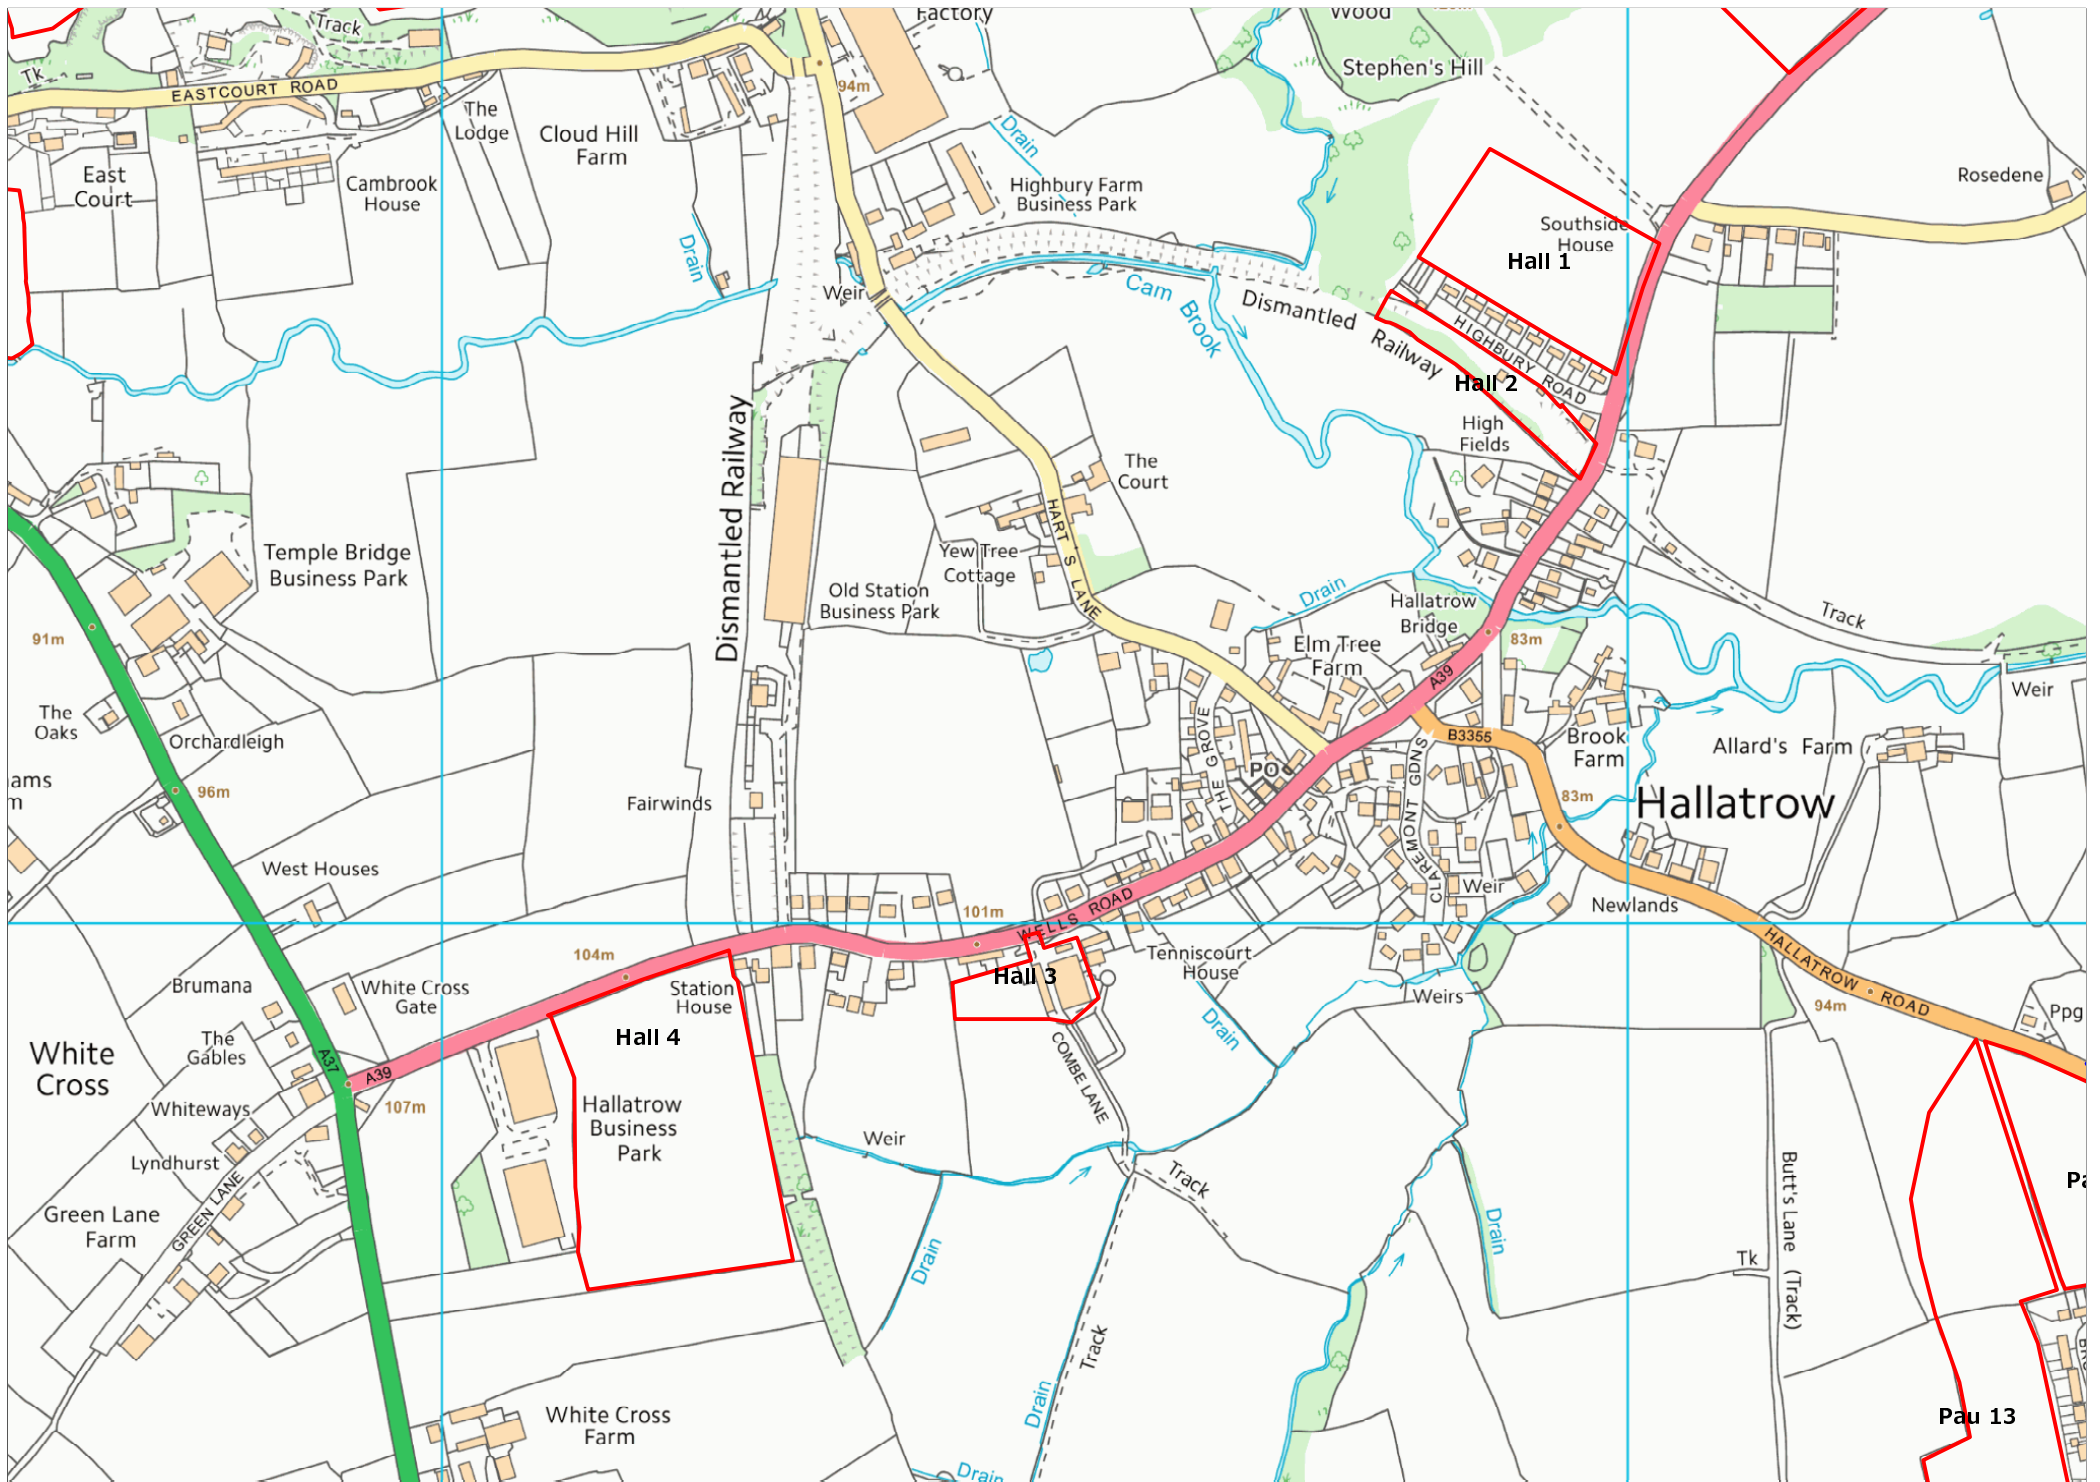 Track
Factory
Wood
120m
Stephen's Hill
Tk
EASTCOURT ROAD
94m
The
Lodge
Cloud Hill
Farm
Drain
East
Court
Cambrook
House
Highbury Farm
Business Park
Rosedene
Southside
House
Hall 1
Drain
Weir
Cam Brook
Dismantled Railway
HIGHBURY ROAD
Hall 2
High
Fields
Dismantled Railway
The
Court
HART'S LANE
Temple Bridge
Business Park
Yew Tree
Cottage
Old Station
Business Park
Drain
Hallatrow
Bridge
83m
Track
91m
Elm Tree
Farm
A39
Weir
The
Oaks
Orchardleigh
THE GROVE
B3355
Brook
Farm
Allard's Farm
PO
CLAREMONT GDNS
ams
m
96m
Fairwinds
83m
Hallatrow
West Houses
Weir
Newlands
101m
WELLS ROAD
104m
Tenniscourt
House
HALLATROW ROAD
Brumana
White Cross
Gate
Station
House
Hall 3
Weirs
94m
Ppg
Drain
The
Gables
Hall 4
White
Cross
A37
A39
107m
COMBE LANE
Whiteways
Hallatrow
Business
Park
Weir
Lyndhurst
Track
Butt's Lane (Track)
Pa
Green Lane
Farm
GREEN LANE
Drain
Drain
Tk
Track
Drain
White Cross
Farm
Pau 13
Drain